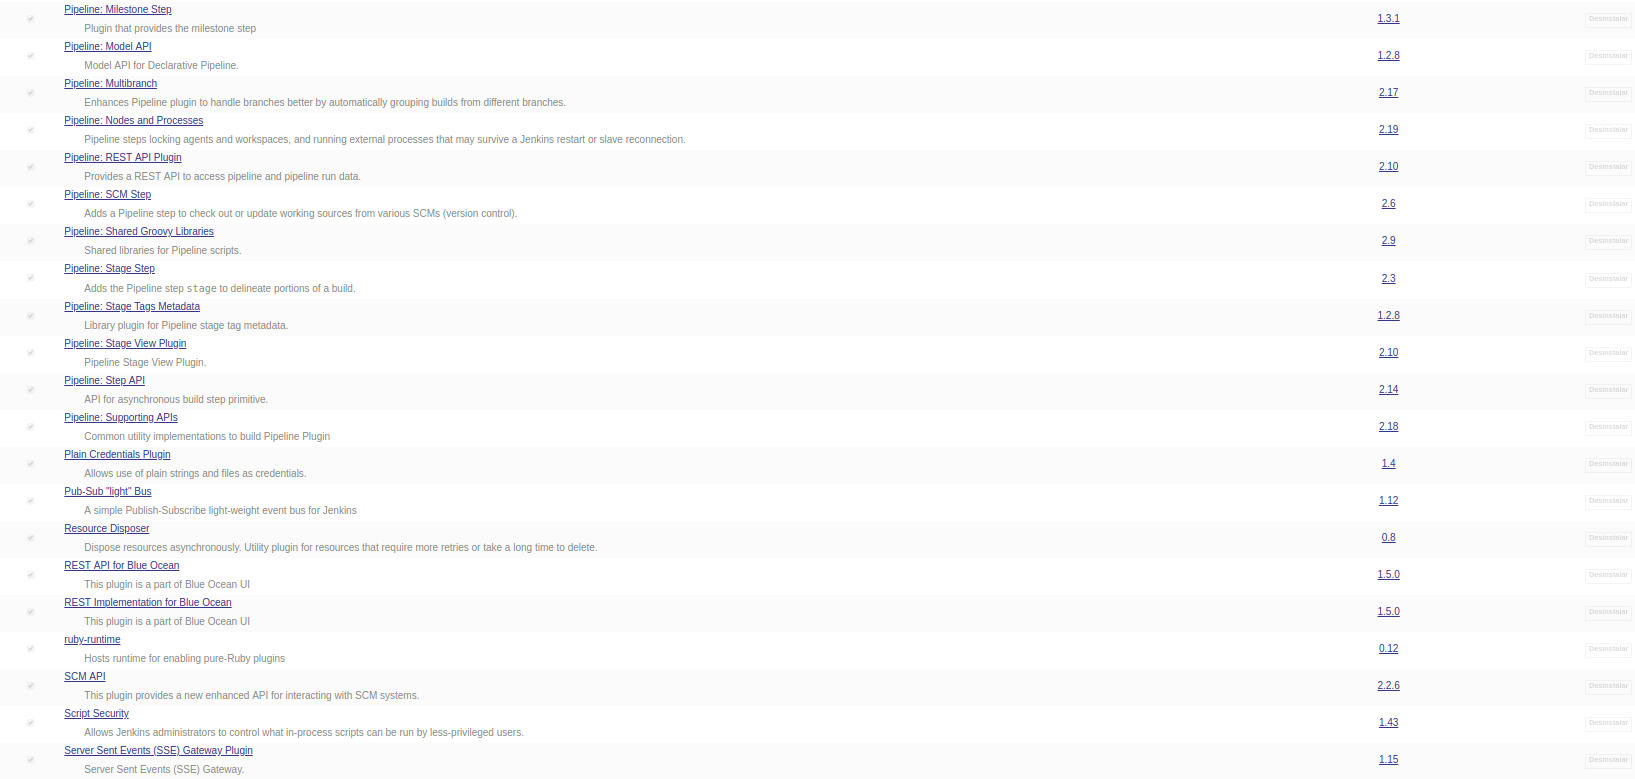 Pipeline: Milestone Step
Plugin that provides the milestone step
1.3.1
Desinstalar
Pipeline: Model API
Model API for Declarative Pipeline.
1.2.8
Desinstalar
Pipeline: Multibranch
Enhances Pipeline plugin to handle branches better by automatically grouping builds from different branches.
2.17
Desinstalar
Pipeline: Nodes and Processes
Pipeline steps locking agents and workspaces, and running external processes that may survive a Jenkins restart or slave reconnection.
2.19
Desinstalar
Pipeline: REST API Plugin
Provides a REST API to access pipeline and pipeline run data.
2.10
Desinstalar
Pipeline: SCM Step
Adds a Pipeline step to check out or update working sources from various SCMs (version control).
2.6
Desinstalar
Pipeline: Shared Groovy Libraries
Shared libraries for Pipeline scripts.
2.9
Desinstalar
Pipeline: Stage Step
Adds the Pipeline step stage to delineate portions of a build.
2.3
Desinstalar
Pipeline: Stage Tags Metadata
Library plugin for Pipeline stage tag metadata.
1.2.8
Desinstalar
Pipeline: Stage View Plugin
Pipeline Stage View Plugin.
2.10
Desinstalar
Pipeline: Step API
API for asynchronous build step primitive.
2.14
Desinstalar
Pipeline: Supporting APIs
Common utility implementations to build Pipeline Plugin
2.18
Desinstalar
Plain Credentials Plugin
Allows use of plain strings and files as credentials.
1.4
Desinstalar
Pub-Sub "light" Bus
A simple Publish-Subscribe light-weight event bus for Jenkins
1.12
Desinstalar
Resource Disposer
Dispose resources asynchronously. Utility plugin for resources that require more retries or take a long time to delete.
0.8
Desinstalar
REST API for Blue Ocean
This plugin is a part of Blue Ocean UI
1.5.0
Desinstalar
REST Implementation for Blue Ocean
This plugin is a part of Blue Ocean UI
1.5.0
Desinstalar
ruby-runtime
Hosts runtime for enabling pure-Ruby plugins
0.12
Desinstalar
SCM API
This plugin provides a new enhanced API for interacting with SCM systems.
2.2.6
Desinstalar
Script Security
Allows Jenkins administrators to control what in-process scripts can be run by less-privileged users.
1.43
Desinstalar
Server Sent Events (SSE) Gateway Plugin
Server Sent Events (SSE) Gateway.
1.15
Desinstalar